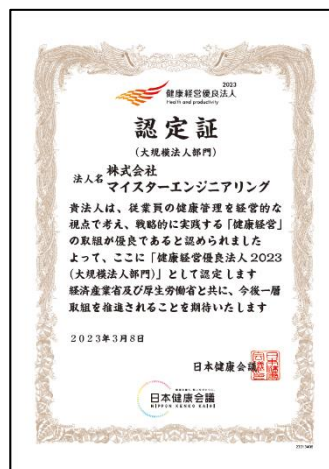 2023
健康経営優良法人
Health and productivity
認定証
(大規模法人部門)
法人名 株式会社
マイスターエンジニアリング
貴法人は、従業員の健康管理を経営的な
視点で考え、戦略的に実践する「健康経営」
の取組が優良であると認められました
よって、ここに「健康経営優良法人2023
(大規模法人部門)」として認定します
経済産業省及び厚生労働省と共に、今後一層
取組を推進されることを期待いたします
2023年3月8日
日本健康会議
日本健康会議
NIPPON KENKO KAIGI